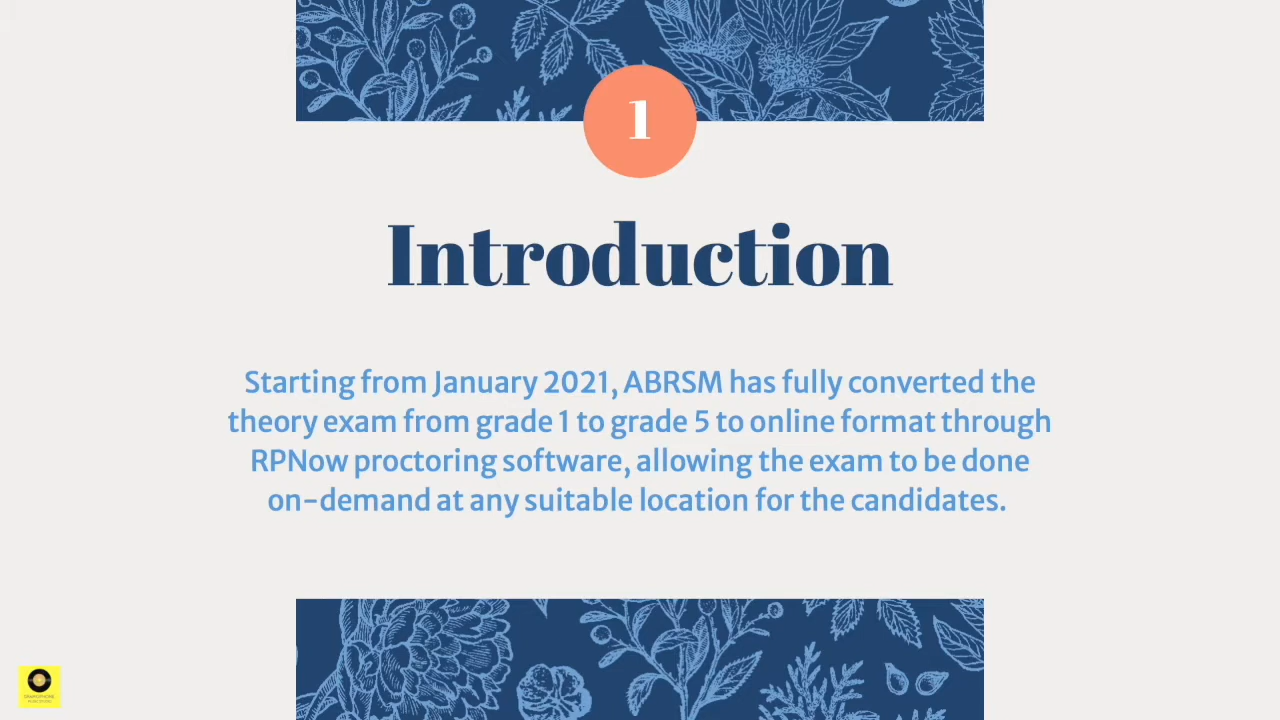 1
Introduction
Starting from January 2021, ABRSM has fully converted the
theory exam from grade 1 to grade 5 to online format through
RPNow proctoring software, allowing the exam to be done
on-demand at any suitable location for the candidates.